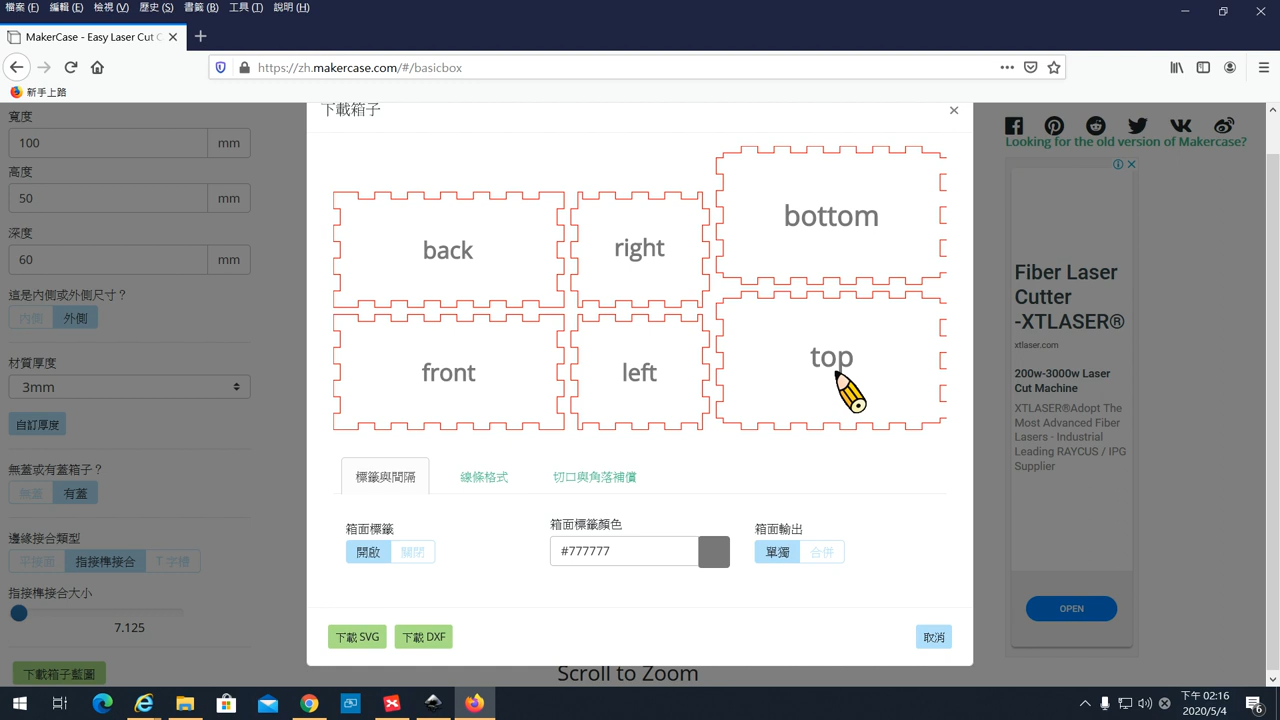 檔案 (F) 編輯 (E) 檢視 (V) 歷史 (S) 書籤 (B) 工具 (T) 說明 (H)
MakerCase - Easy Laser Cut C
https://zh.makercase.com/#/basicbox
新手上路
寬度
100 mm
高度
50 mm
深度
60 mm
這是內側或外側尺寸？
內側 外側
材質厚度
3mm
自訂厚度
無蓋或有蓋箱子？
無蓋 有蓋
邊緣接合類型
平接面 指接榫接合 T 字槽
指接榫接合大小
7.125
下載箱子藍圖
下載箱子
back
right
bottom
front
left
top
標籤與間隔 線條格式 切口與角落補償
箱面標籤
開啟 關閉
箱面標籤顏色
#777777
箱面輸出
單獨 合併
下載 SVG 下載 DXF 取消
Scroll to Zoom
Looking for the old version of Makercase?
Fiber Laser
Cutter
-XTLASER®
xtlaser.com
200w-3000w Laser
Cut Machine
XTLASER®Adopt The
Most Advanced Fiber
Lasers - Industrial
Leading RAYCUS / IPG
Supplier
OPEN
下午 02:16
2020/5/4
6